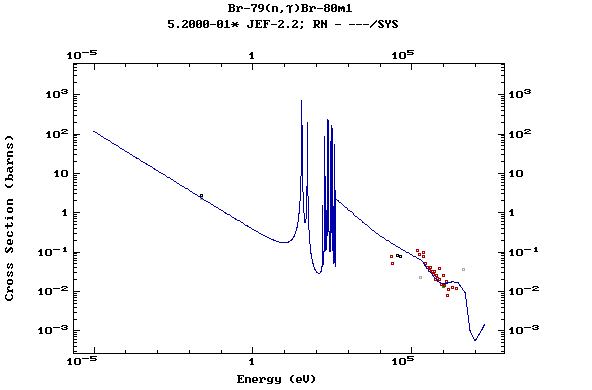 Br-79(n,γ)Br-80m1
5.2000-01* JEF-2.2; RN - ---/SYS
10⁻⁵ 1 10⁵
10³ 10³
10² 10²
10 10
1 1
10⁻¹ 10⁻¹
10⁻² 10⁻²
10⁻³ 10⁻³
Cross Section (barns)
10⁻⁵ 1 10⁵
Energy (eV)